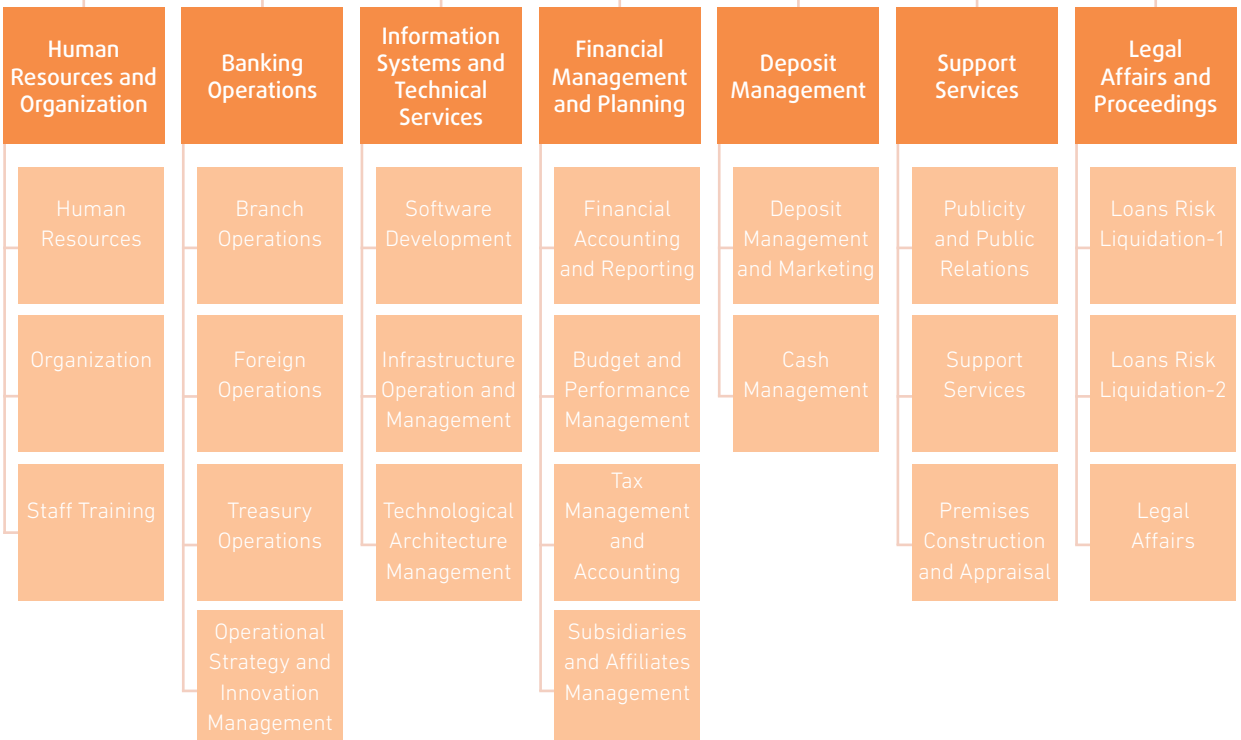 Human
Resources and
Organization
Human
Resources
Organization
Staff Training
Banking
Operations
Branch
Operations
Foreign
Operations
Treasury
Operations
Operational
Strategy and
Innovation
Management
Information
Systems and
Technical
Services
Software
Development
Infrastructure
Operation and
Management
Technological
Architecture
Management
Financial
Management
and Planning
Financial
Accounting
and Reporting
Budget and
Performance
Management
Tax
Management
and
Accounting
Subsidiaries
and Affiliates
Management
Deposit
Management
Deposit
Management
and Marketing
Cash
Management
Support
Services
Publicity
and Public
Relations
Support
Services
Premises
Construction
and Appraisal
Legal
Affairs and
Proceedings
Loans Risk
Liquidation-1
Loans Risk
Liquidation-2
Legal
Affairs